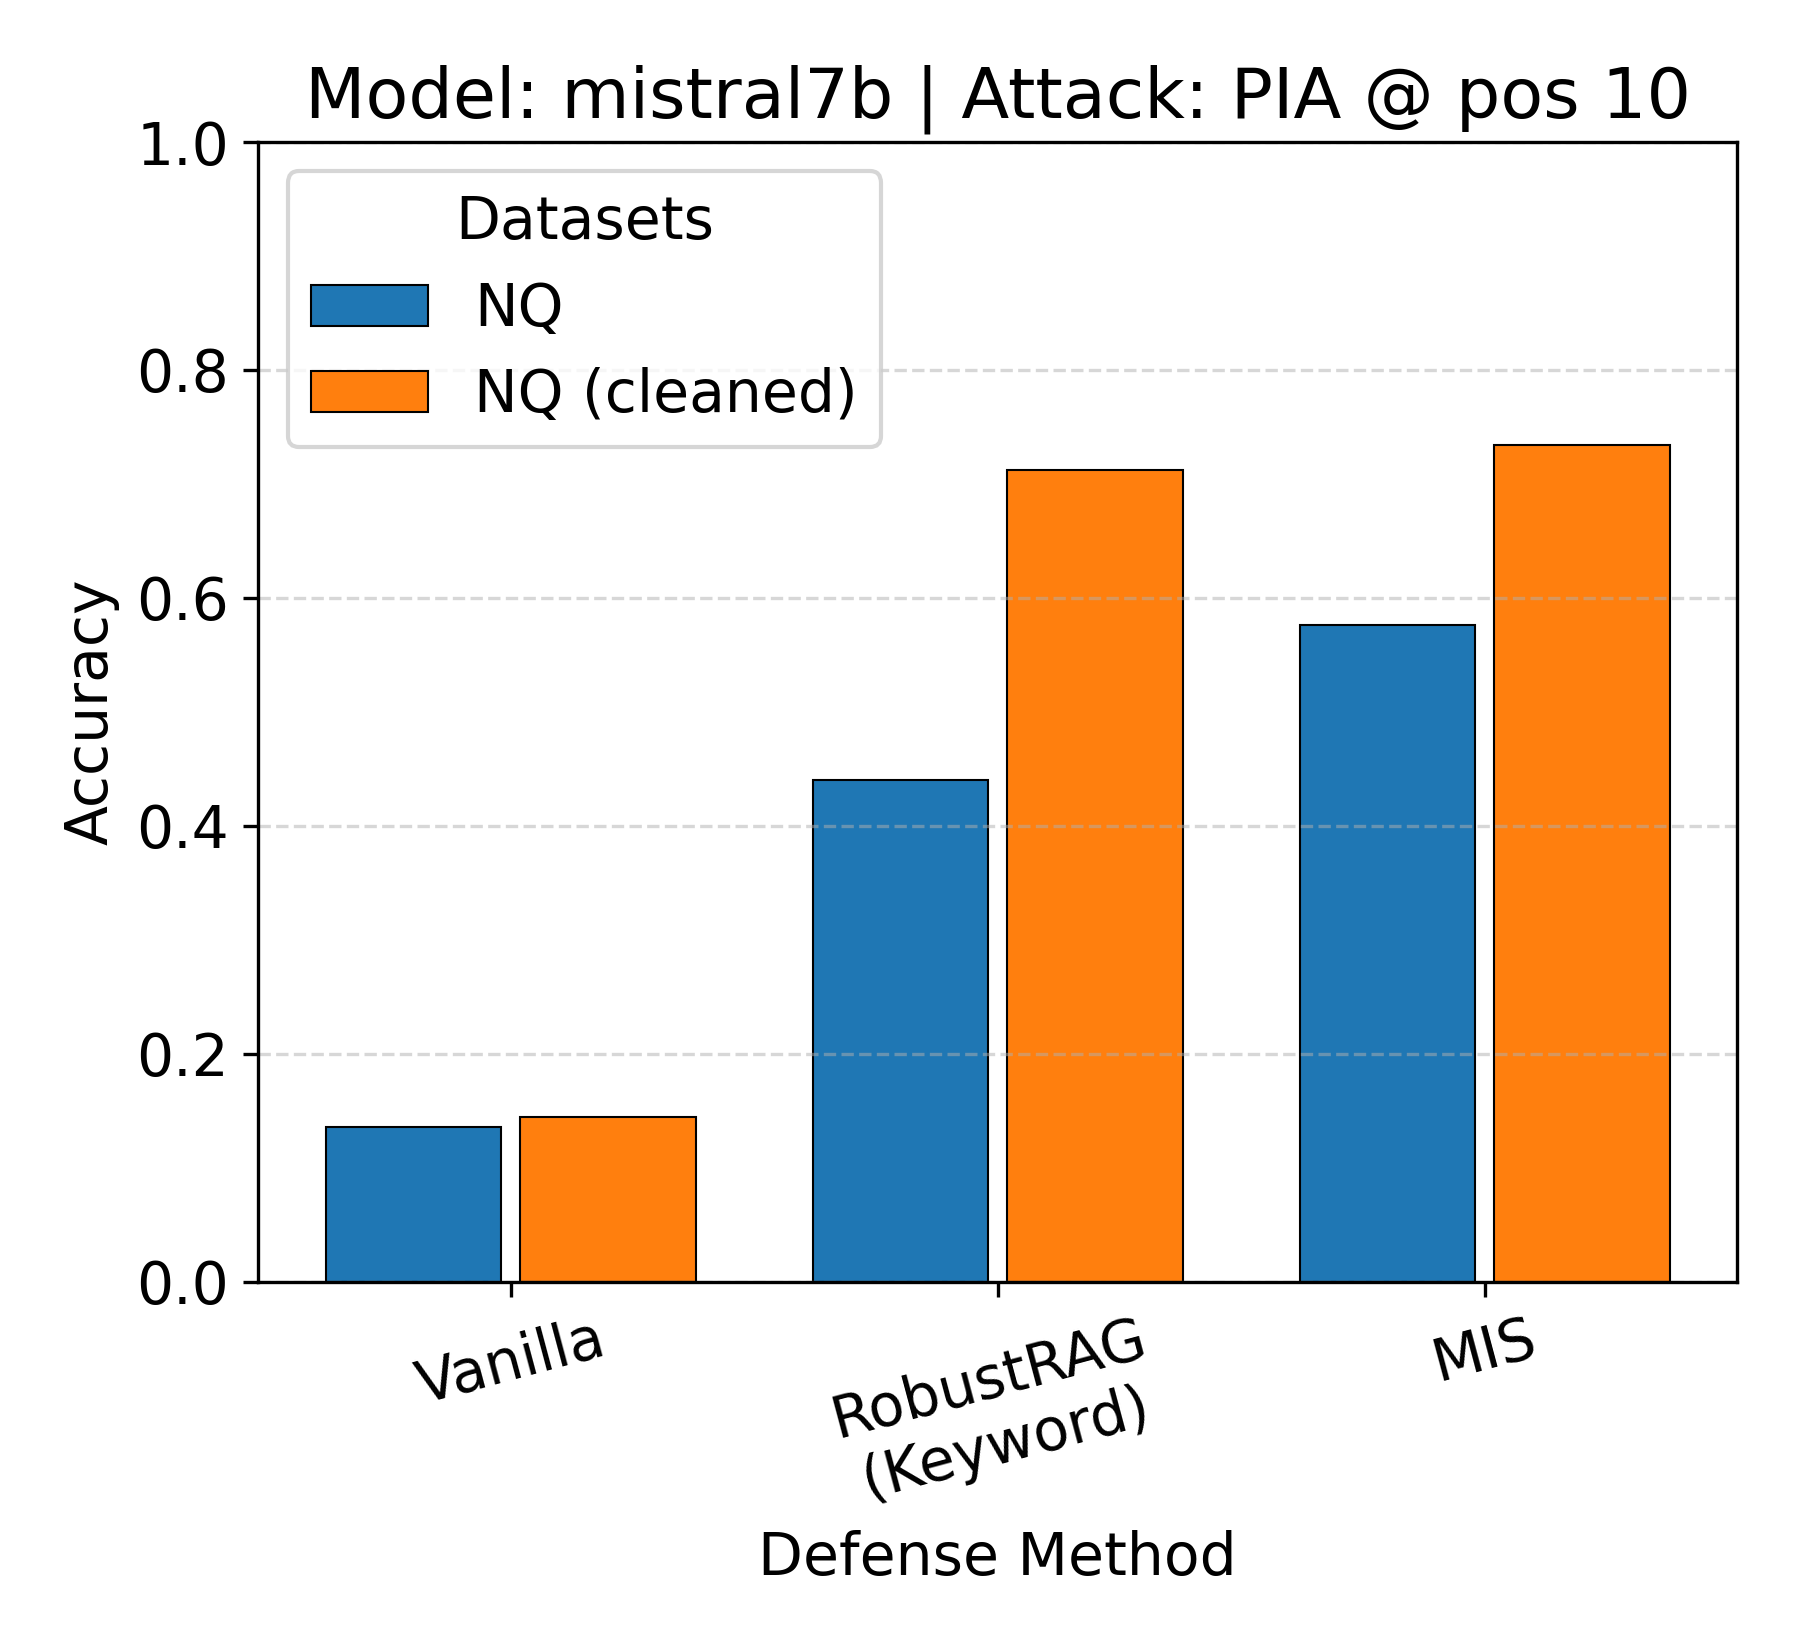 Model: mistral7b | Attack: PIA @ pos 10
Datasets
NQ
NQ (cleaned)
Accuracy
1.0
0.8
0.6
0.4
0.2
0.0
Vanilla
RobustRAG
(Keyword)
MIS
Defense Method